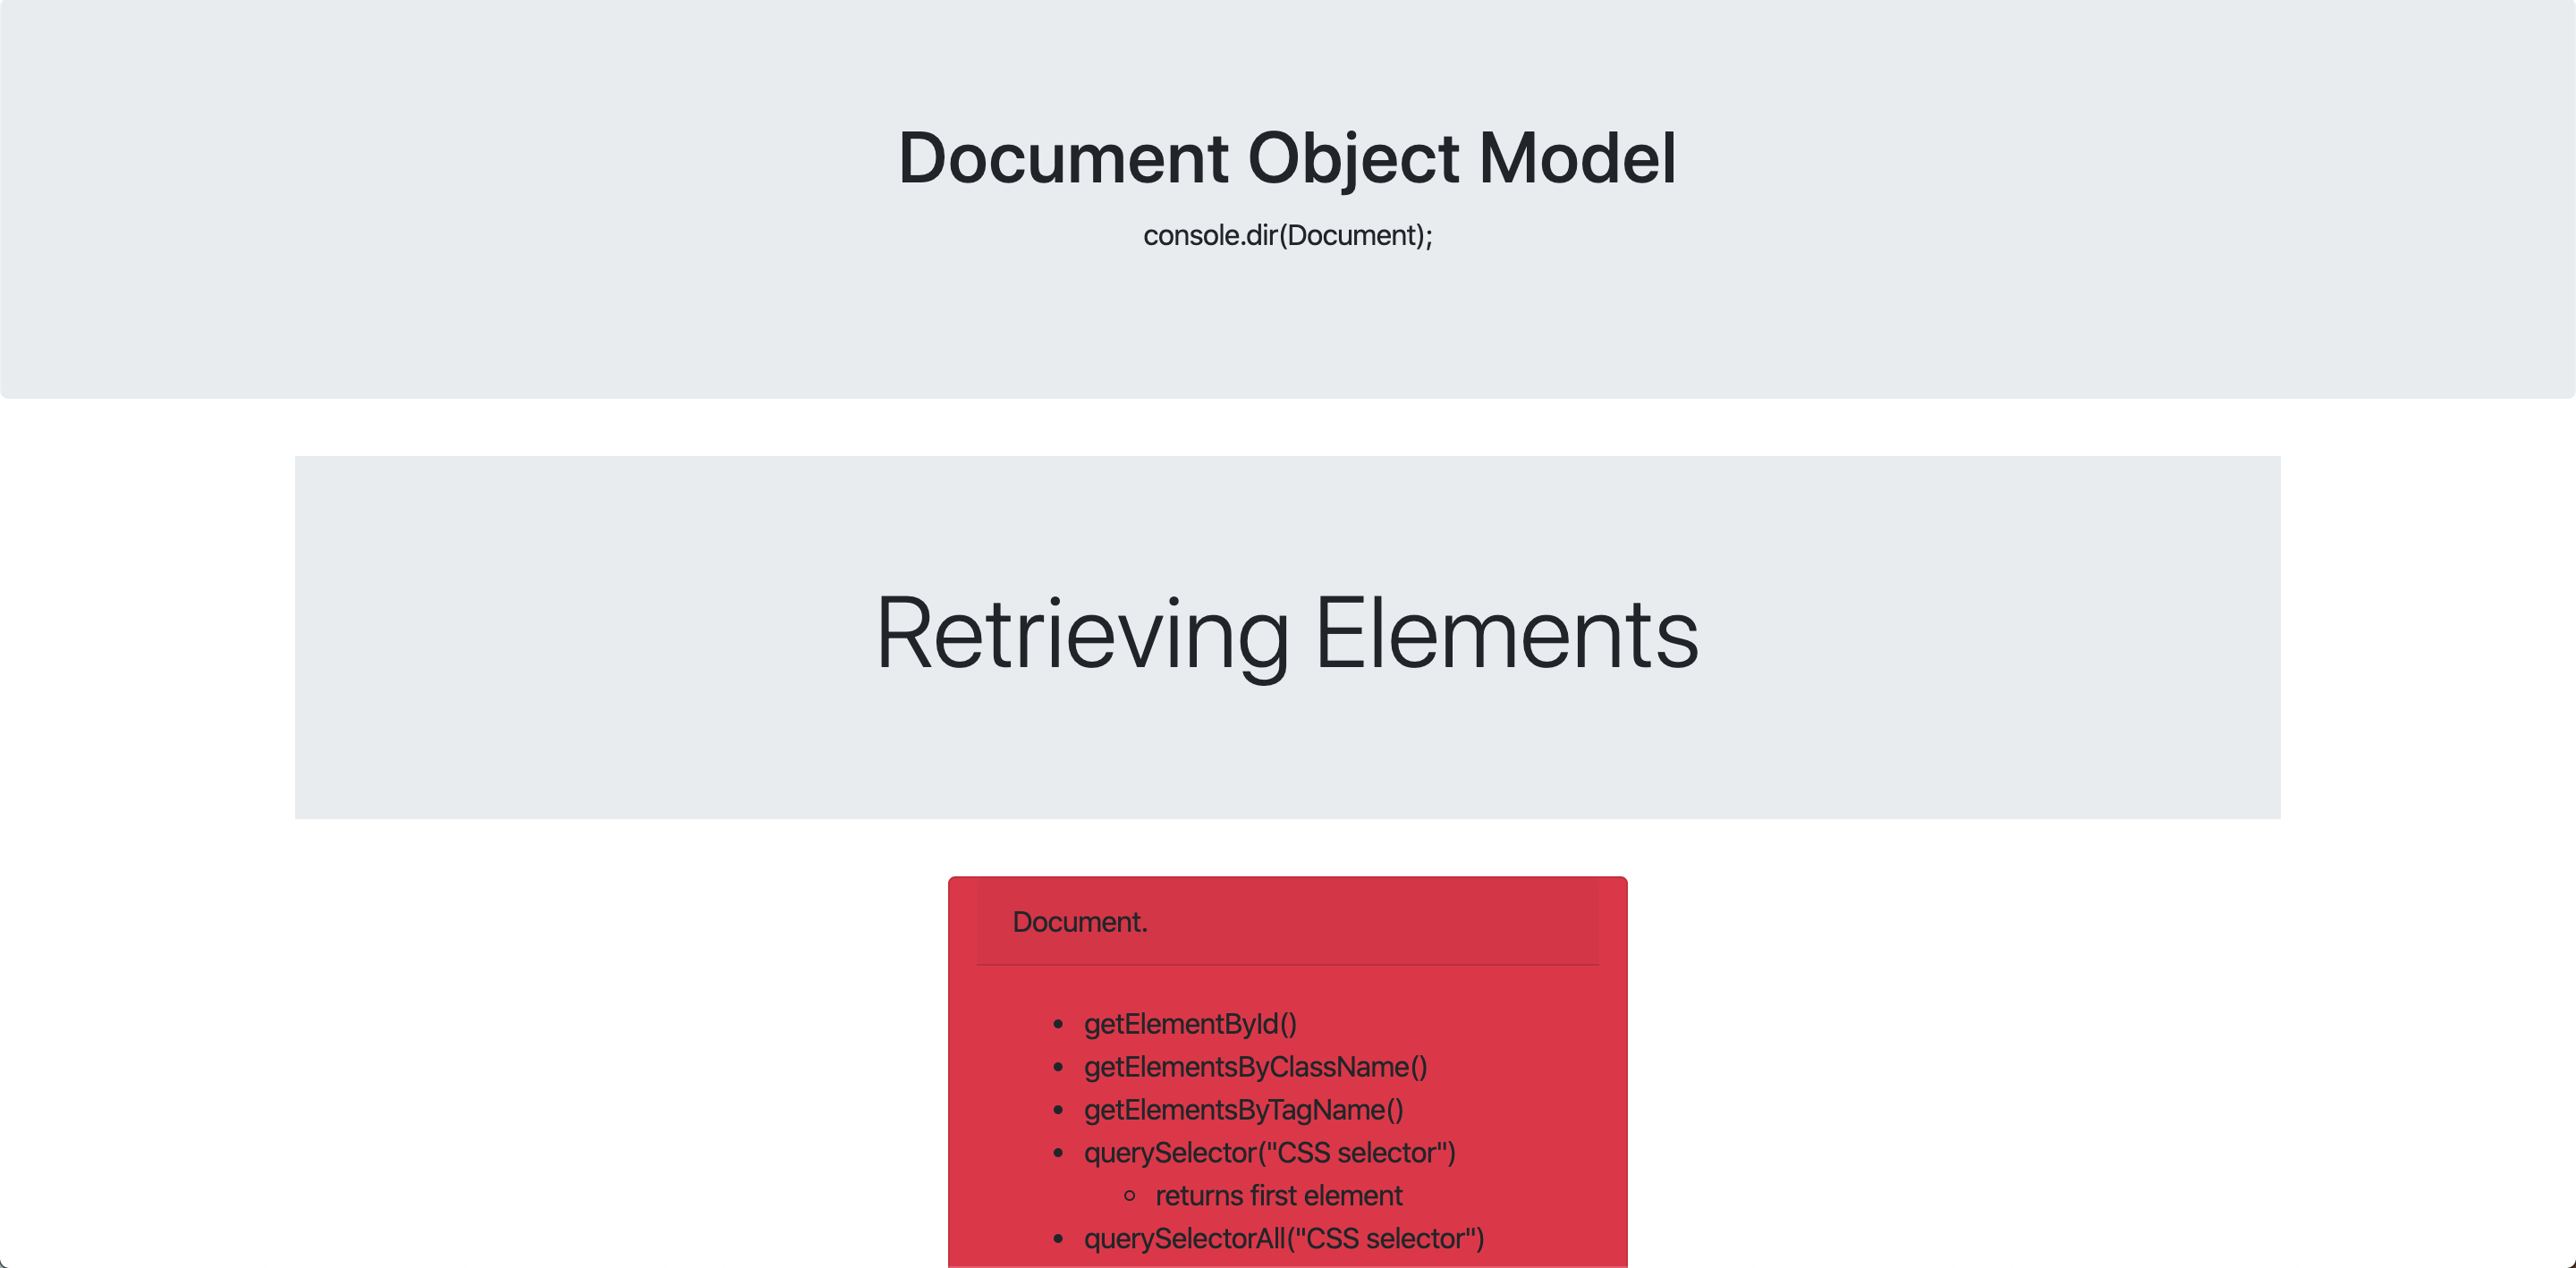 Document Object Model
console.dir(Document);
Retrieving Elements
Document.
getElementById()
getElementsByClassName()
getElementsByTagName()
querySelector("CSS selector")
returns first element
querySelectorAll("CSS selector")